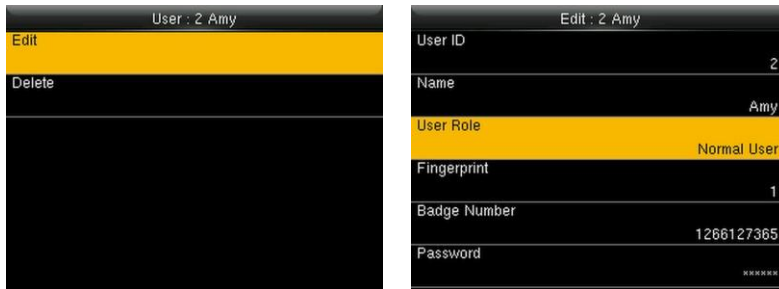 User : 2 Amy
Edit
Delete
Edit : 2 Amy
User ID
2
Name
Amy
User Role
Normal User
Fingerprint
1
Badge Number
1266127365
Password
******